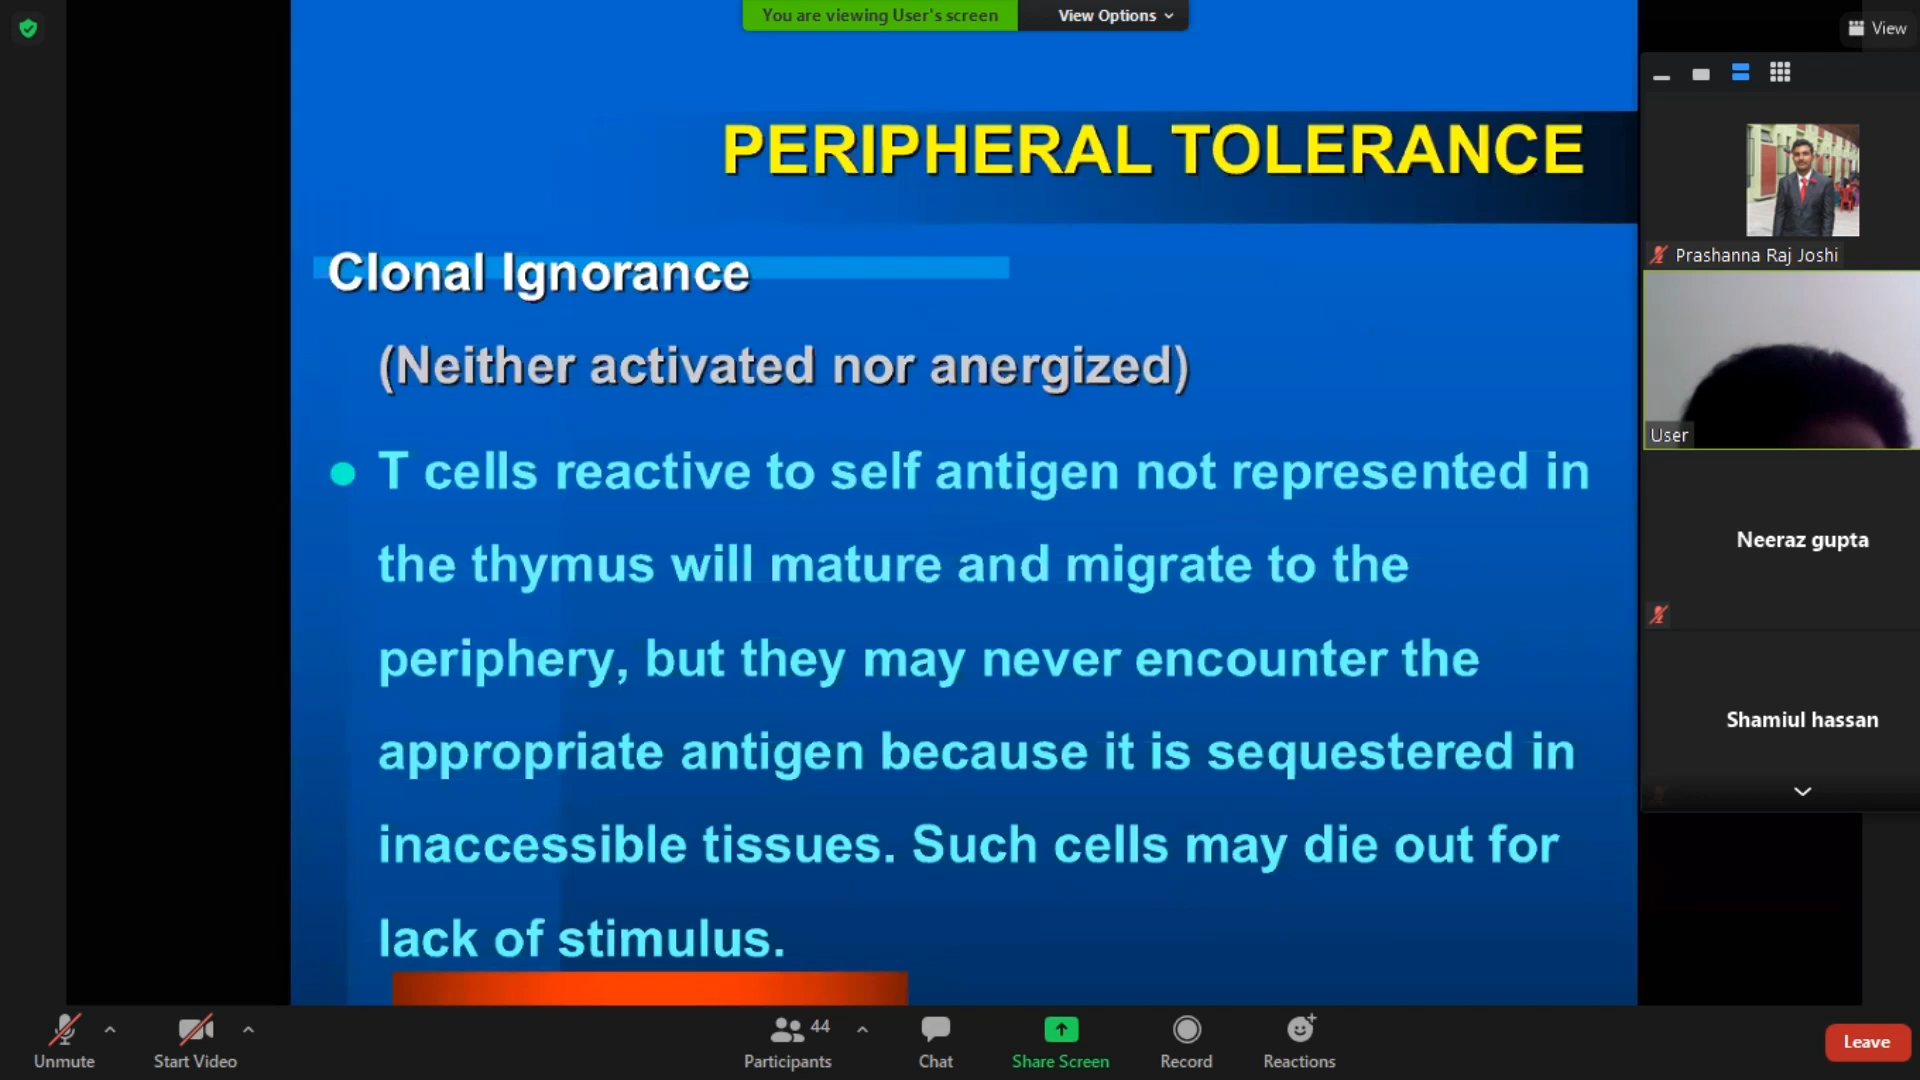 You are viewing User's screen
View Options
View
PERIPHERAL TOLERANCE
Clonal Ignorance
(Neither activated nor anergized)
T cells reactive to self antigen not represented in
the thymus will mature and migrate to the
periphery, but they may never encounter the
appropriate antigen because it is sequestered in
inaccessible tissues. Such cells may die out for
lack of stimulus.
Prashanna Raj Joshi
User
Neeraz gupta
Shamiul hassan
Unmute
Start Video
44
Participants
Chat
Share Screen
Record
Reactions
Leave